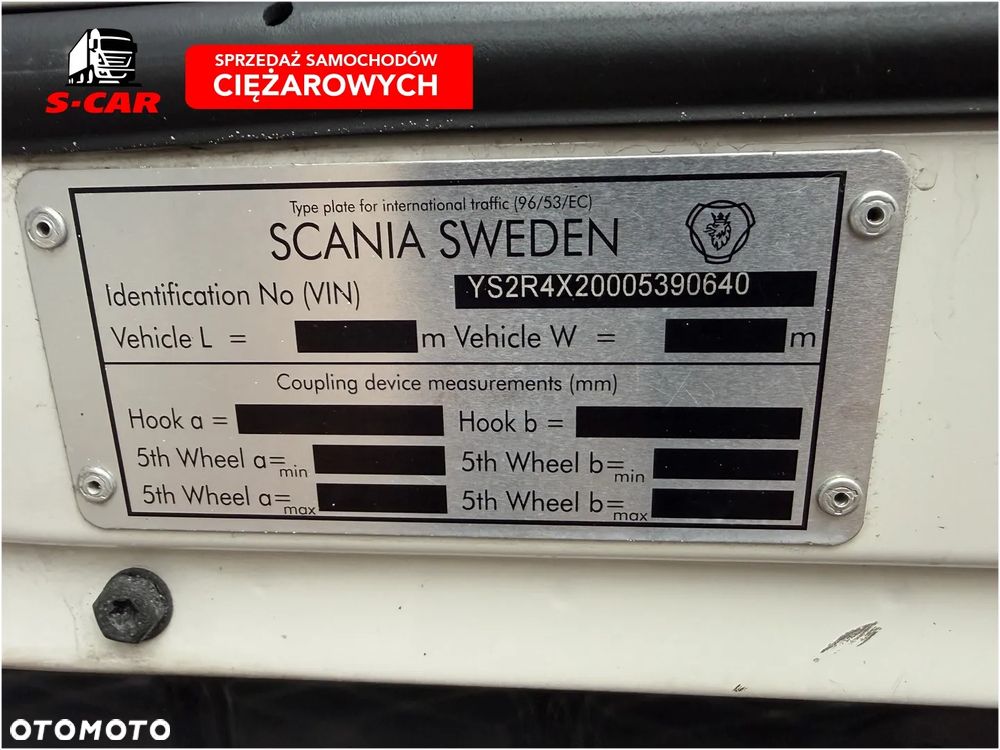 S-CAR
SPRZEDAŻ SAMOCHODÓW
CIĘŻAROWYCH
Type plate for international traffic (96/53/EC)
SCANIA SWEDEN
Identification No (VIN) YS2R4X20005390640
Vehicle L = m Vehicle W = m
Coupling device measurements (mm)
Hook a = Hook b =
5th Wheel a=min 5th Wheel b=min
5th Wheel a=max 5th Wheel b=max
OTOMOTO